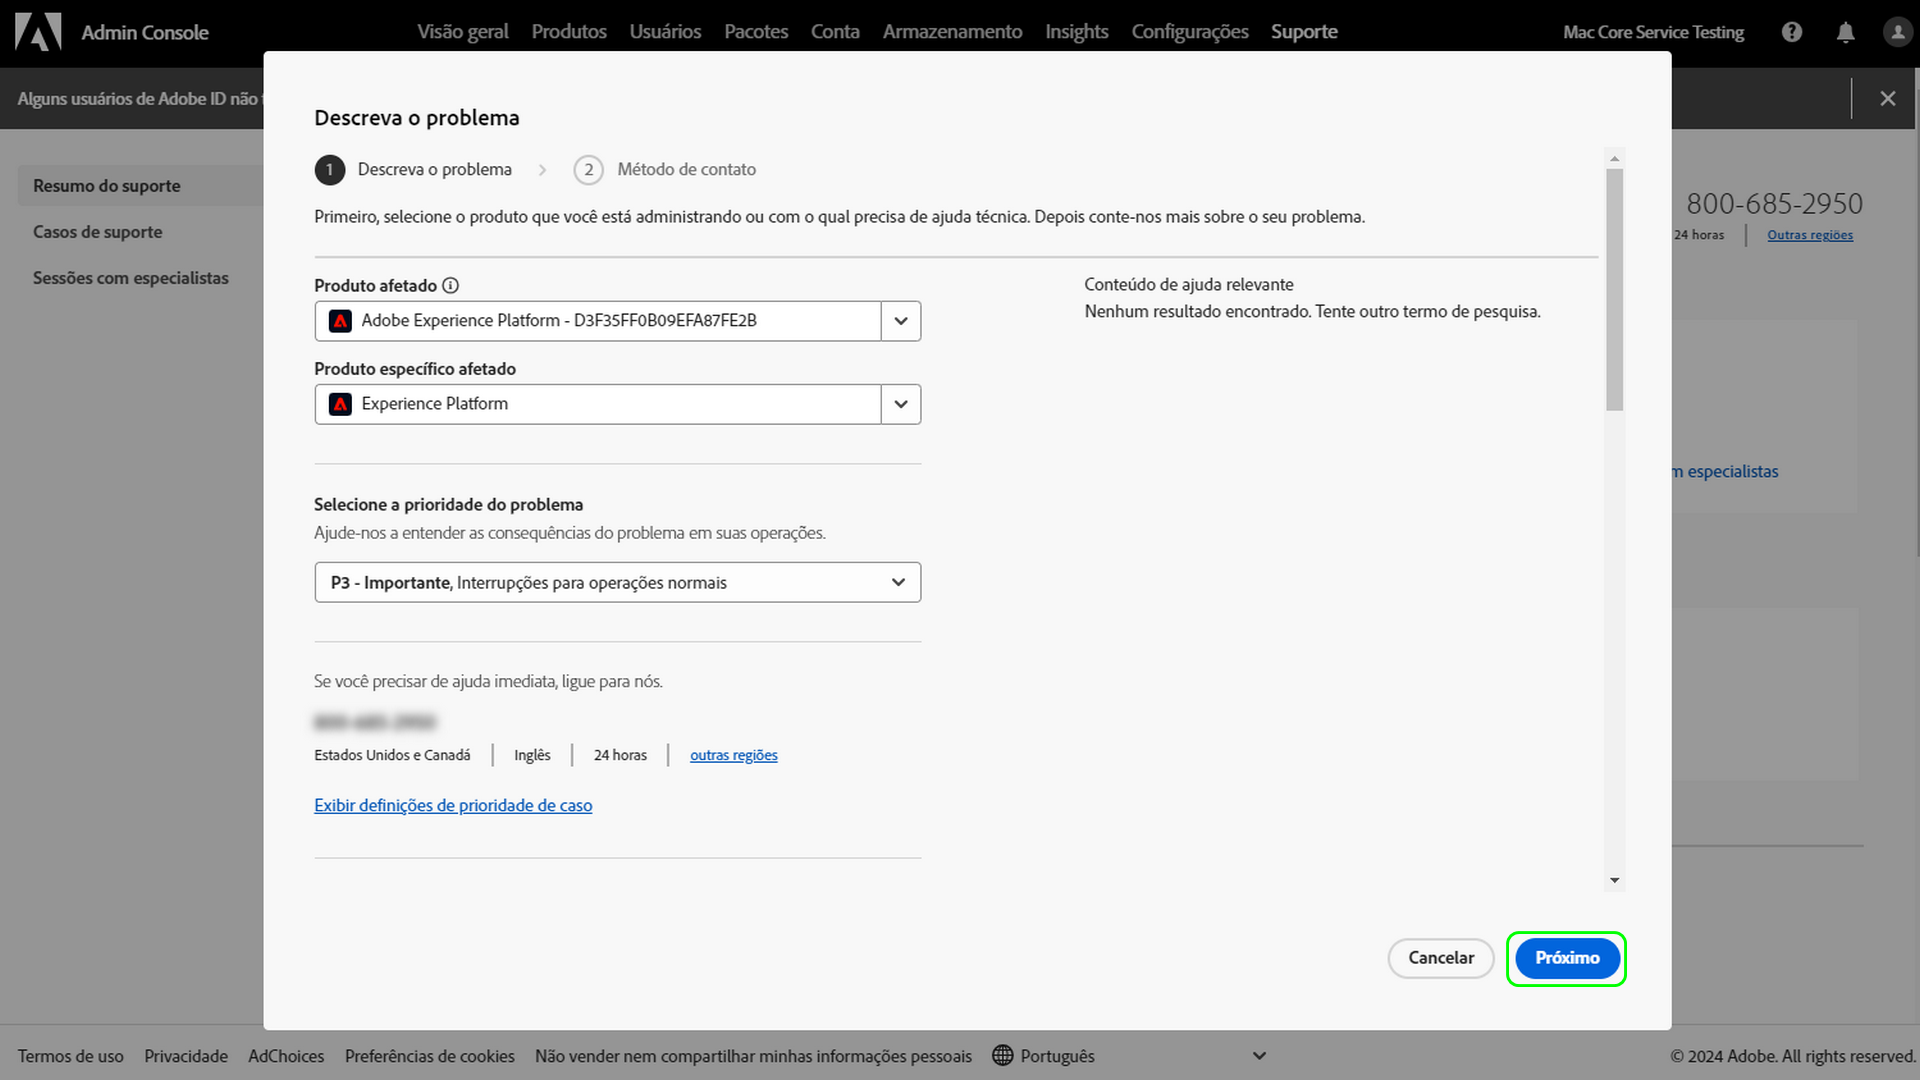 Admin Console
Visão geral Produtos Usuários Pacotes Conta Armazenamento Insights Configurações Suporte
Mac Core Service Testing
Alguns usuários de Adobe ID não
Resumo do suporte
Casos de suporte
Sessões com especialistas
800-685-2950
24 horas Outras regiões
m especialistas
Descreva o problema
1 Descreva o problema 2 Método de contato
Primeiro, selecione o produto que você está administrando ou com o qual precisa de ajuda técnica. Depois conte-nos mais sobre o seu problema.
Produto afetado
Adobe Experience Platform - D3F35FF0B09EFA87FE2B
Produto específico afetado
Experience Platform
Conteúdo de ajuda relevante
Nenhum resultado encontrado. Tente outro termo de pesquisa.
Selecione a prioridade do problema
Ajude-nos a entender as consequências do problema em suas operações.
P3 - Importante, Interrupções para operações normais
Se você precisar de ajuda imediata, ligue para nós.
Estados Unidos e Canadá Inglês 24 horas outras regiões
Exibir definições de prioridade de caso
Cancelar Próximo
Termos de uso Privacidade AdChoices Preferências de cookies Não vender nem compartilhar minhas informações pessoais Português © 2024 Adobe. All rights reserved.